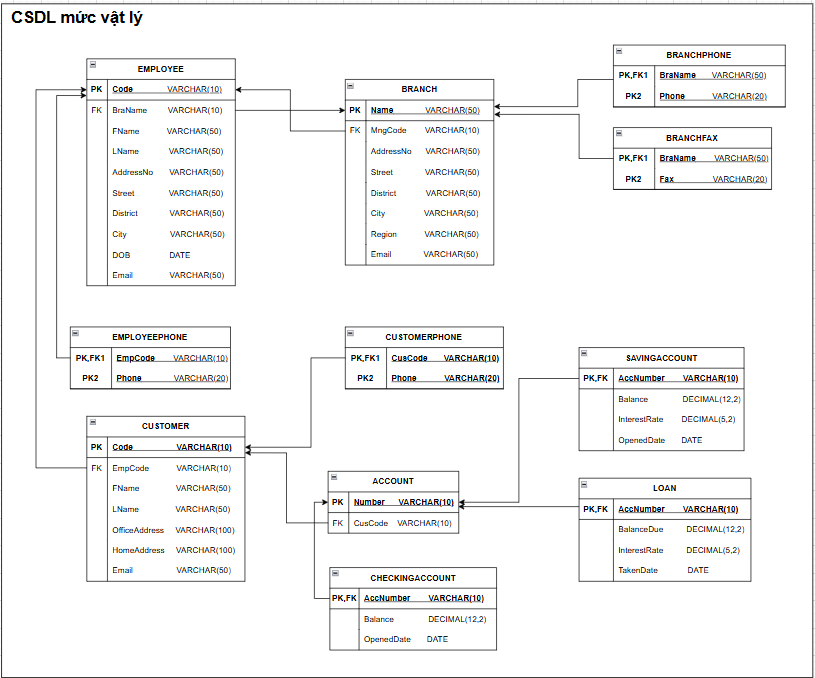 CSDL mức vật lý
EMPLOYEE
PK Code VARCHAR(10)
FK BraName VARCHAR(10)
FName VARCHAR(50)
LName VARCHAR(50)
AddressNo VARCHAR(50)
Street VARCHAR(50)
District VARCHAR(50)
City VARCHAR(50)
DOB DATE
Email VARCHAR(50)
BRANCH
PK Name VARCHAR(50)
FK MngCode VARCHAR(10)
AddressNo VARCHAR(50)
Street VARCHAR(50)
District VARCHAR(50)
City VARCHAR(50)
Region VARCHAR(50)
Email VARCHAR(50)
BRANCHPHONE
PK,FK1 BraName VARCHAR(50)
PK2 Phone VARCHAR(20)
BRANCHFAX
PK,FK1 BraName VARCHAR(50)
PK2 Fax VARCHAR(20)
EMPLOYEEPHONE
PK,FK1 EmpCode VARCHAR(10)
PK2 Phone VARCHAR(20)
CUSTOMERPHONE
PK,FK1 CusCode VARCHAR(10)
PK2 Phone VARCHAR(20)
SAVINGACCOUNT
PK,FK AccNumber VARCHAR(10)
Balance DECIMAL(12,2)
InterestRate DECIMAL(5,2)
OpenedDate DATE
CUSTOMER
PK Code VARCHAR(10)
FK EmpCode VARCHAR(10)
FName VARCHAR(50)
LName VARCHAR(50)
OfficeAddress VARCHAR(100)
HomeAddress VARCHAR(100)
Email VARCHAR(50)
ACCOUNT
PK Number VARCHAR(10)
FK CusCode VARCHAR(10)
LOAN
PK,FK AccNumber VARCHAR(10)
BalanceDue DECIMAL(12,2)
InterestRate DECIMAL(5,2)
TakenDate DATE
CHECKINGACCOUNT
PK,FK AccNumber VARCHAR(10)
Balance DECIMAL(12,2)
OpenedDate DATE